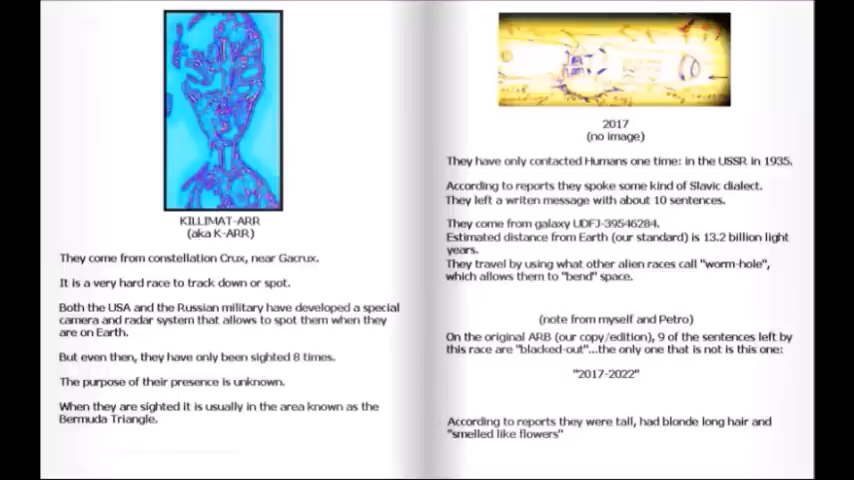 KILLIMAT-ARR
(aka K-ARR)
They come from constellation Crux, near Gacrux.
It is a very hard race to track down or spot.
Both the USA and the Russian military have developed a special
camera and radar system that allows to spot them when they
are on Earth.
But even then, they have only been sighted 8 times.
The purpose of their presence is unknown.
When they are sighted it is usually in the area known as the
Bermuda Triangle.
2017
(no image)
They have only contacted Humans one time: in the USSR in 1935.
According to reports they spoke some kind of Slavic dialect.
They left a writen message with about 10 sentences.
They come from galaxy UDFJ-39546284.
Estimated distance from Earth (our standard) is 13.2 billion light
years.
They travel by using what other alien races call "worm-hole",
which allows them to "bend" space.
(note from myself and Petro)
On the original ARB (our copy/edition), 9 of the sentences left by
this race are "blacked-out"...the only one that is not is this one:
"2017-2022"
According to reports they were tall, had blonde long hair and
"smelled like flowers"